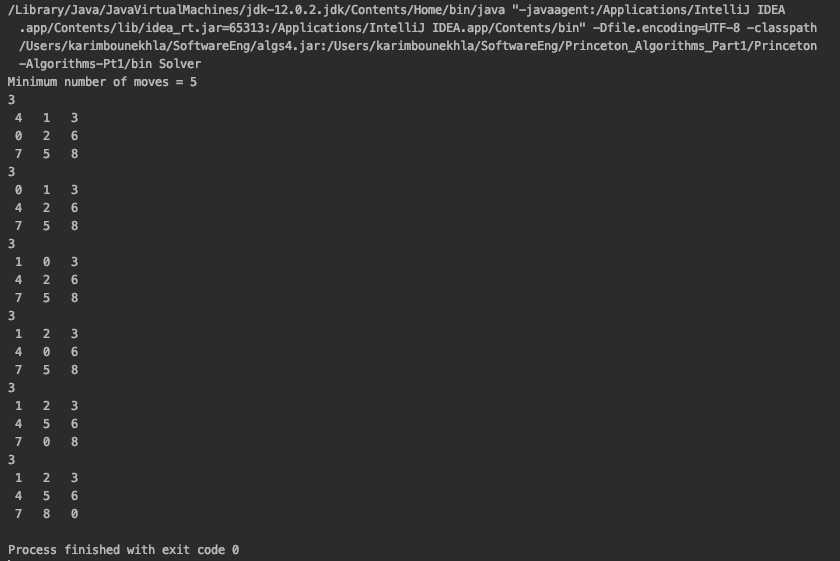 /Library/Java/JavaVirtualMachines/jdk-12.0.2.jdk/Contents/Home/bin/java "-javaagent:/Applications/IntelliJ IDEA
.app/Contents/lib/idea_rt.jar=65313:/Applications/IntelliJ IDEA.app/Contents/bin" -Dfile.encoding=UTF-8 -classpath
/Users/karimbounekhla/SoftwareEng/algs4.jar:/Users/karimbounekhla/SoftwareEng/Princeton_Algorithms_Part1/Princeton
-Algorithms-Pt1/bin Solver
Minimum number of moves = 5
3
4 1 3
0 2 6
7 5 8
3
0 1 3
4 2 6
7 5 8
3
1 0 3
4 2 6
7 5 8
3
1 2 3
4 0 6
7 5 8
3
1 2 3
4 5 6
7 0 8
3
1 2 3
4 5 6
7 8 0
Process finished with exit code 0